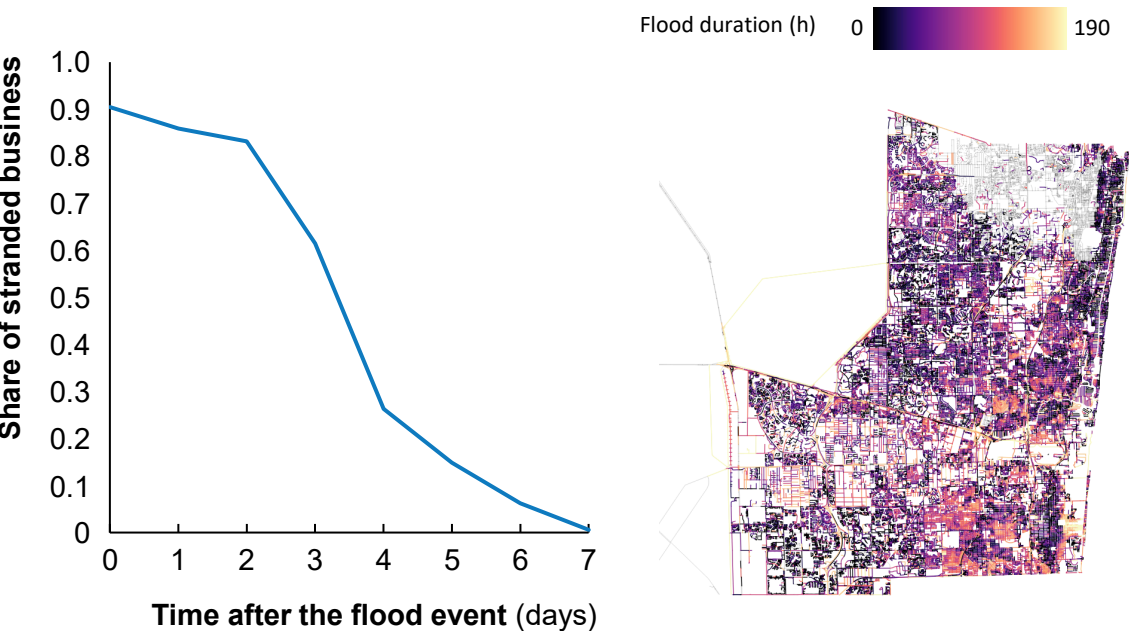 Flood duration (h) 0 190
Share of stranded business
1.0
0.9
0.8
0.7
0.6
0.5
0.4
0.3
0.2
0.1
0
0 1 2 3 4 5 6 7
Time after the flood event (days)